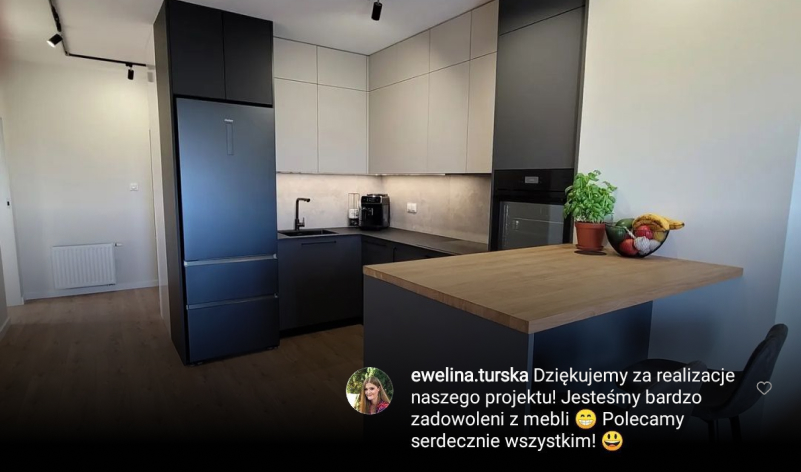 ewelina.turska Dziękujemy za realizacje
naszego projektu! Jesteśmy bardzo
zadowoleni z mebli 😁 Polecamy
serdecznie wszystkim! 😃